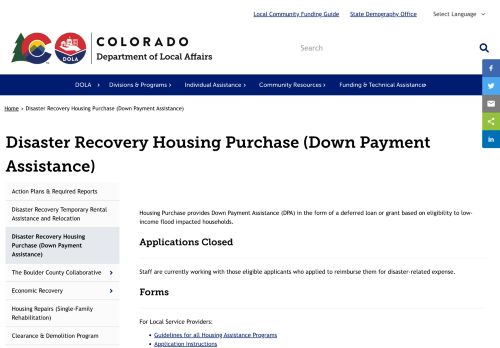 Local Community Funding Guide State Demography Office Select Language
COLORADO
Department of Local Affairs
DOLA
Search
DOLA Divisions & Programs Individual Assistance Community Resources Funding & Technical Assistance
Home > Disaster Recovery Housing Purchase (Down Payment Assistance)
Disaster Recovery Housing Purchase (Down Payment
Assistance)
Action Plans & Required Reports
Disaster Recovery Temporary Rental
Assistance and Relocation
Disaster Recovery Housing
Purchase (Down Payment
Assistance)
The Boulder County Collaborative
Economic Recovery
Housing Repairs (Single-Family
Rehabilitation)
Clearance & Demolition Program
Housing Purchase provides Down Payment Assistance (DPA) in the form of a deferred loan or grant based on eligibility to low-
income flood impacted households.
Applications Closed
Staff are currently working with those eligible applicants who applied to reimburse them for disaster-related expense.
Forms
For Local Service Providers:
Guidelines for all Housing Assistance Programs
Application Instructions